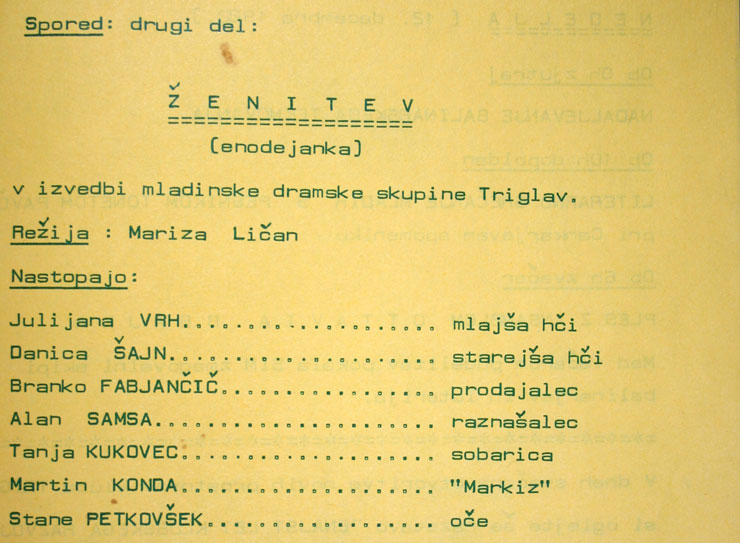 Spored: drugi del:
Ž E N I T E V
(enodejanka)
v izvedbi mladinske dramske skupine Triglav.
Režija : Mariza Ličan
Nastopajo:
Julijana VRH........................ mlajša hči
Danica ŠAJN......................... starejša hči
Branko FABJANČIČ.................... prodajalec
Alan SAMSA.......................... raznašalec
Tanja KUKOVEC....................... sobarica
Martin KONDA........................ "Markiz"
Stane PETKOVŠEK..................... oče